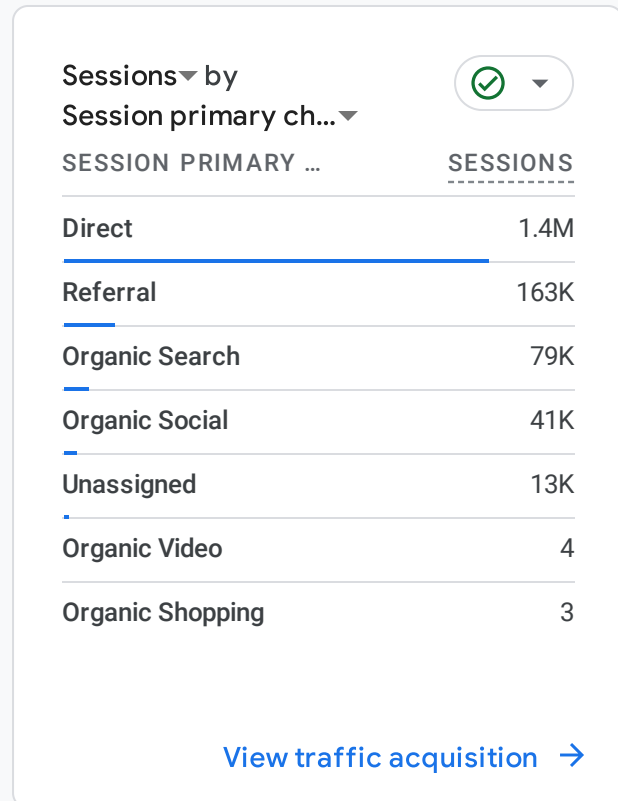 Sessions by
Session primary ch...
SESSION PRIMARY ... SESSIONS
Direct 1.4M
Referral 163K
Organic Search 79K
Organic Social 41K
Unassigned 13K
Organic Video 4
Organic Shopping 3
View traffic acquisition